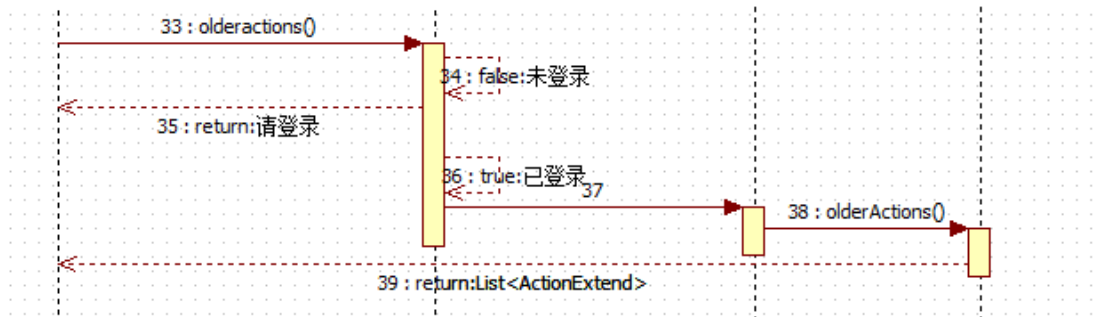 33 : olderactions()
34 : false:未登录
35 : return:请登录
36 : true:已登录
37
38 : olderActions()
39 : return:List<ActionExtend>